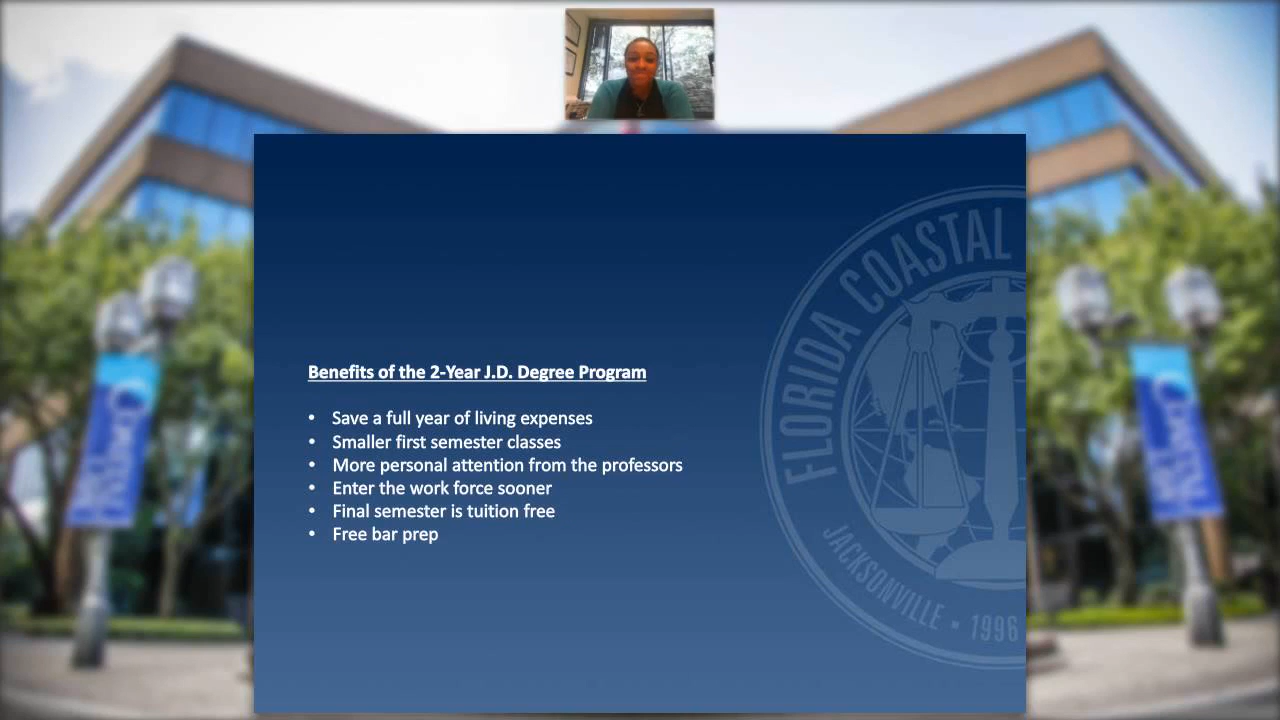 Benefits of the 2-Year J.D. Degree Program
• Save a full year of living expenses
• Smaller first semester classes
• More personal attention from the professors
• Enter the work force sooner
• Final semester is tuition free
• Free bar prep
FLORIDA COASTAL
JACKSONVILLE • 1996